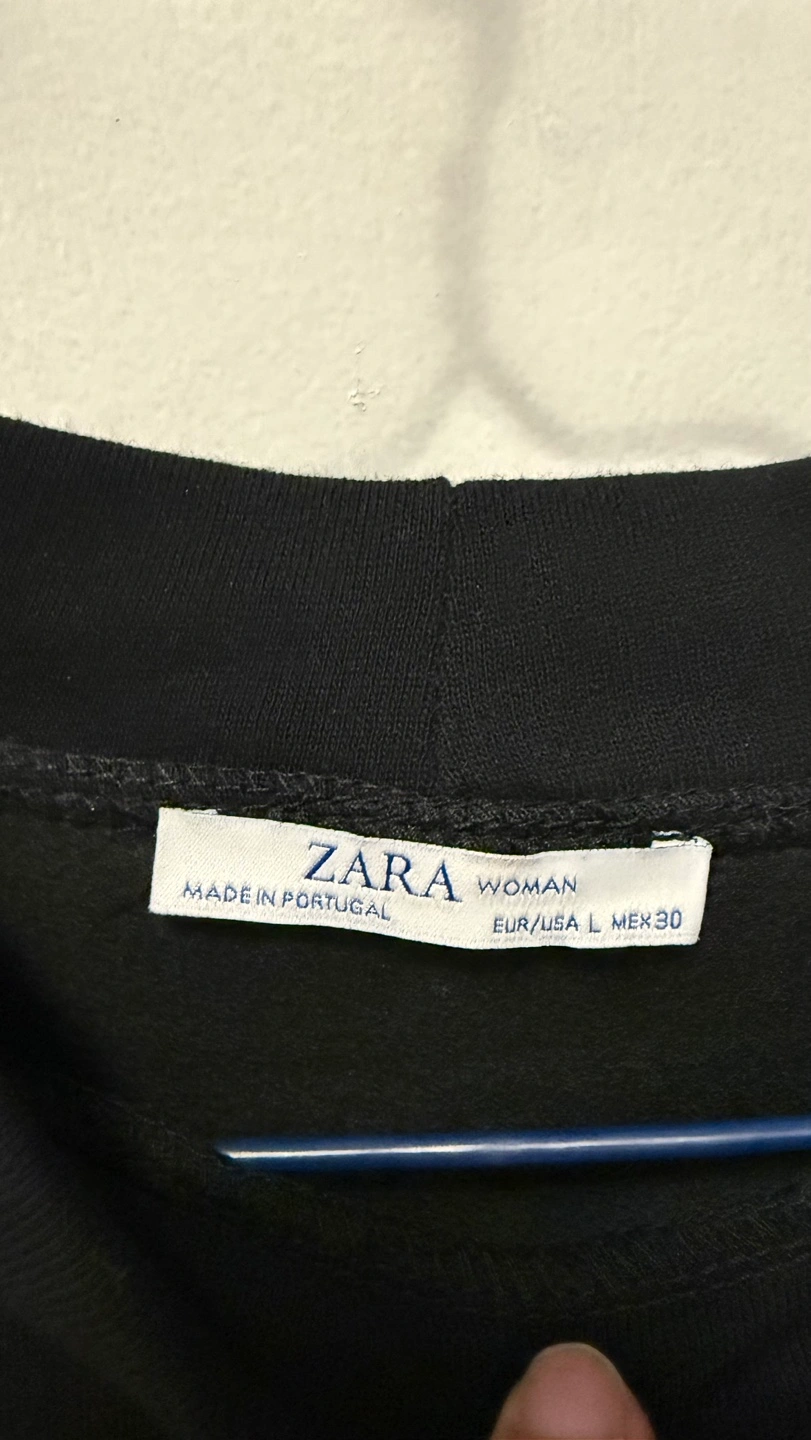 ZARA WOMAN
MADE IN PORTUGAL
EUR/USA L MEX 30